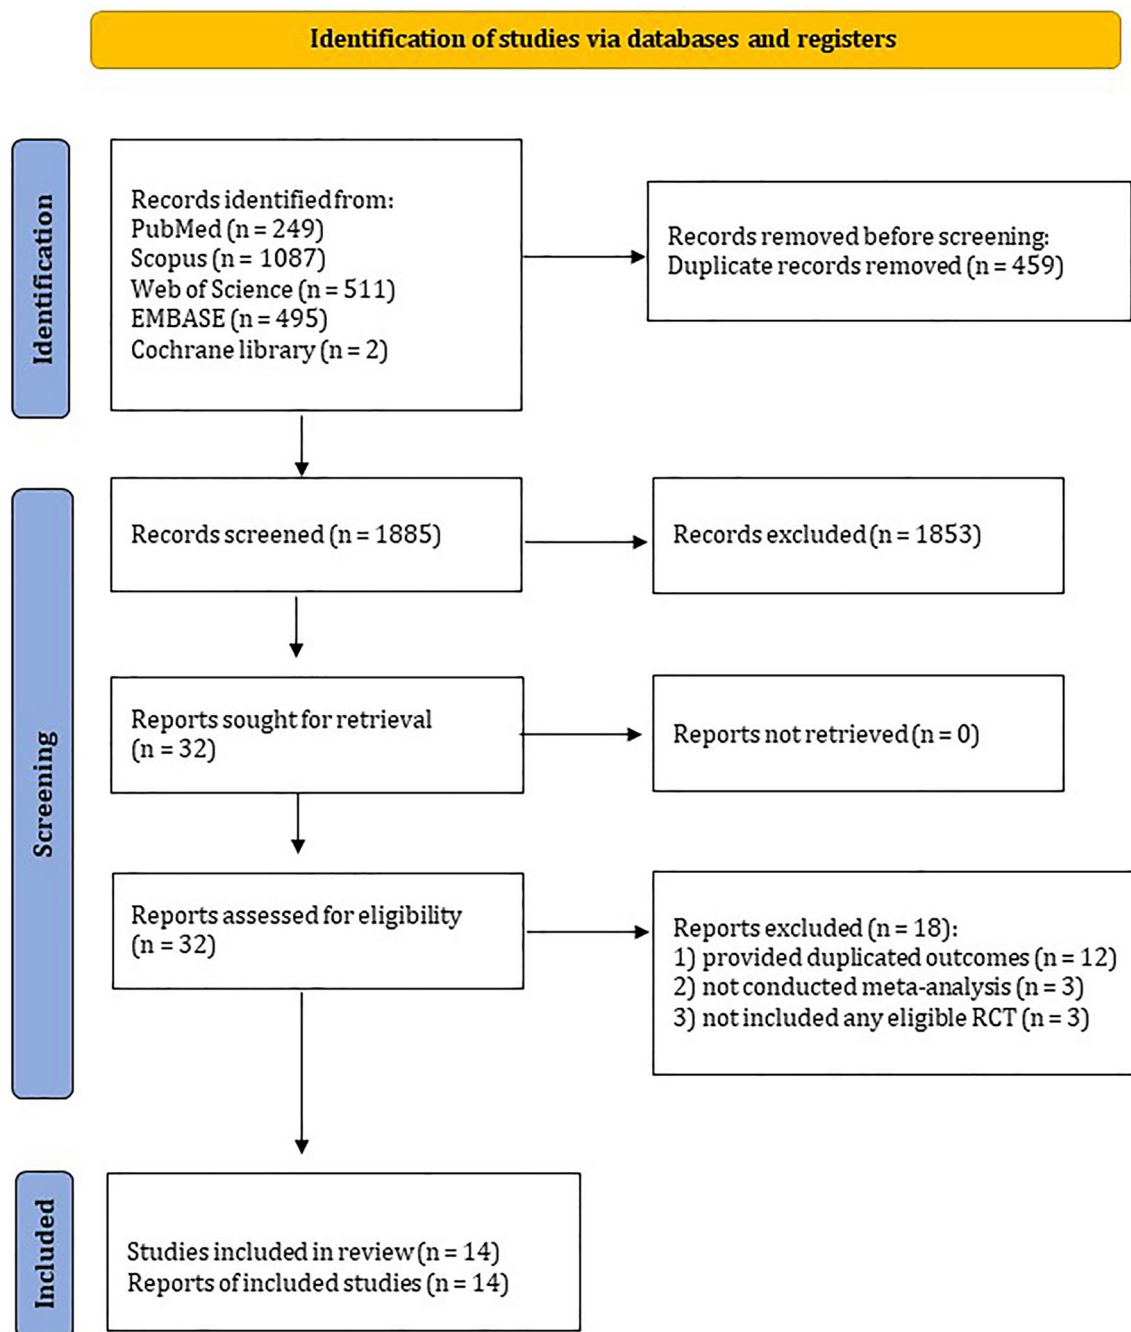 Identification of studies via databases and registers
Identification
Records identified from:
PubMed (n = 249)
Scopus (n = 1087)
Web of Science (n = 511)
EMBASE (n = 495)
Cochrane library (n = 2)
Records removed before screening:
Duplicate records removed (n = 459)
Screening
Records screened (n = 1885)
Records excluded (n = 1853)
Reports sought for retrieval
(n = 32)
Reports not retrieved (n = 0)
Reports assessed for eligibility
(n = 32)
Reports excluded (n = 18):
1) provided duplicated outcomes (n = 12)
2) not conducted meta-analysis (n = 3)
3) not included any eligible RCT (n = 3)
Included
Studies included in review (n = 14)
Reports of included studies (n = 14)